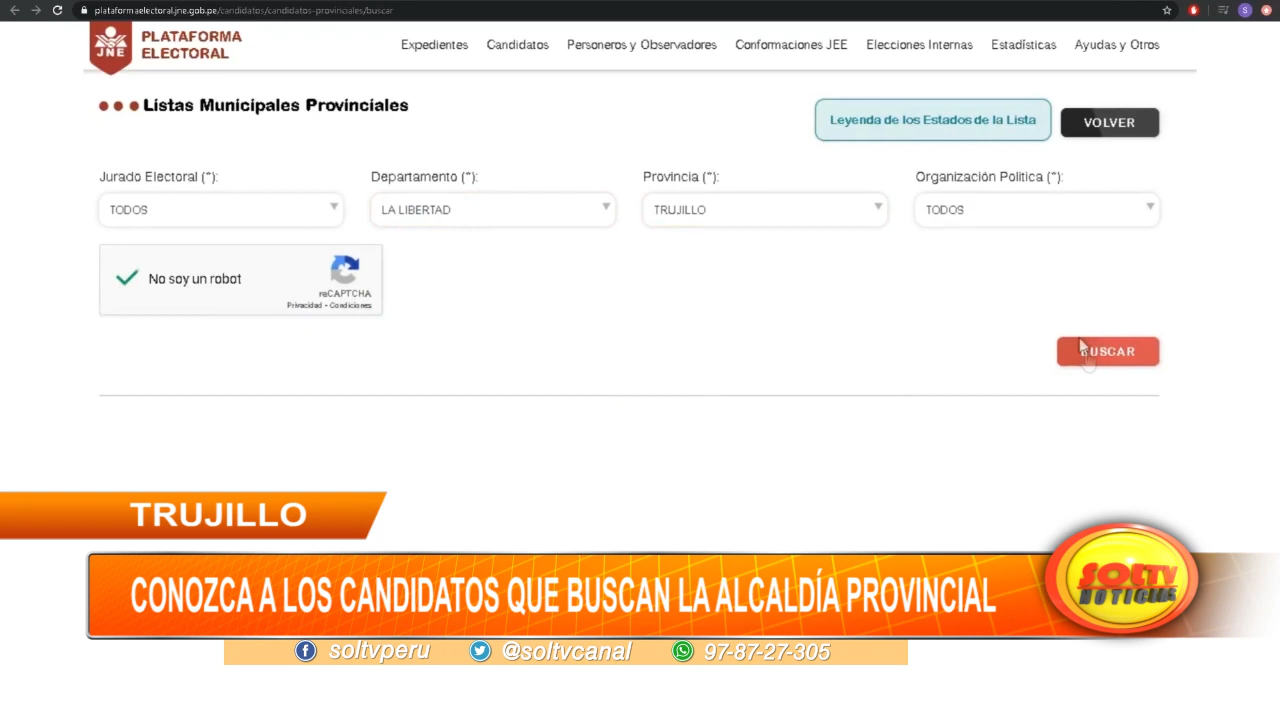 plataformaelectoral.jne.gob.pe/candidatos/candidatos-provinciales/buscar
S
JNE
PLATAFORMA
ELECTORAL
Expedientes Candidatos Personeros y Observadores Conformaciones JEE Elecciones Internas Estadísticas Ayudas y Otros
Listas Municipales Provinciales
Leyenda de los Estados de la Lista
VOLVER
Jurado Electoral (*): Departamento (*): Provincia (*): Organización Politica (*):
TODOS LA LIBERTAD TRUJILLO TODOS
No soy un robot
reCAPTCHA
Privacidad - Condiciones
BUSCAR
TRUJILLO
CONOZCA A LOS CANDIDATOS QUE BUSCAN LA ALCALDÍA PROVINCIAL
SOLTV
NOTICIAS
soltvperu @soltvcanal 97-87-27-305